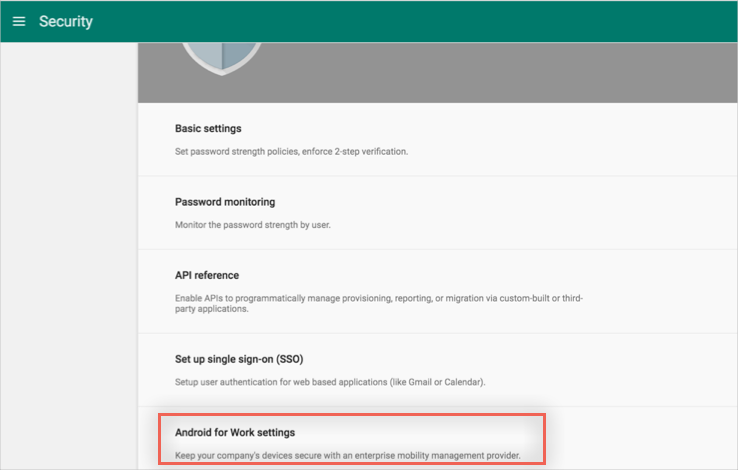 Security
Basic settings
Set password strength policies, enforce 2-step verification.
Password monitoring
Monitor the password strength by user.
API reference
Enable APIs to programmatically manage provisioning, reporting, or migration via custom-built or third-
party applications.
Set up single sign-on (SSO)
Setup user authentication for web based applications (like Gmail or Calendar).
Android for Work settings
Keep your company's devices secure with an enterprise mobility management provider.